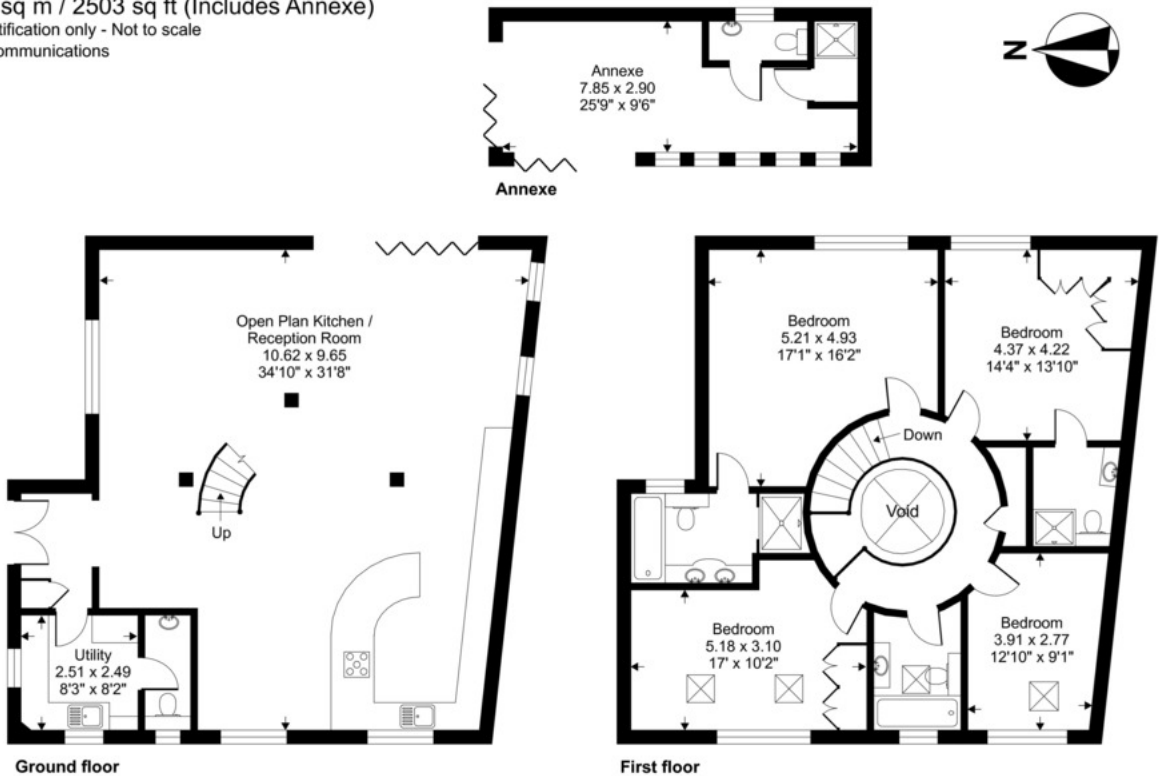 sq m / 2503 sq ft (Includes Annexe)
tification only - Not to scale
ommunications
N
Annexe
7.85 x 2.90
25'9" x 9'6"
Annexe
Open Plan Kitchen /
Reception Room
10.62 x 9.65
34'10" x 31'8"
Up
Utility
2.51 x 2.49
8'3" x 8'2"
Ground floor
Bedroom
5.21 x 4.93
17'1" x 16'2"
Bedroom
4.37 x 4.22
14'4" x 13'10"
Down
Void
Bedroom
5.18 x 3.10
17' x 10'2"
Bedroom
3.91 x 2.77
12'10" x 9'1"
First floor